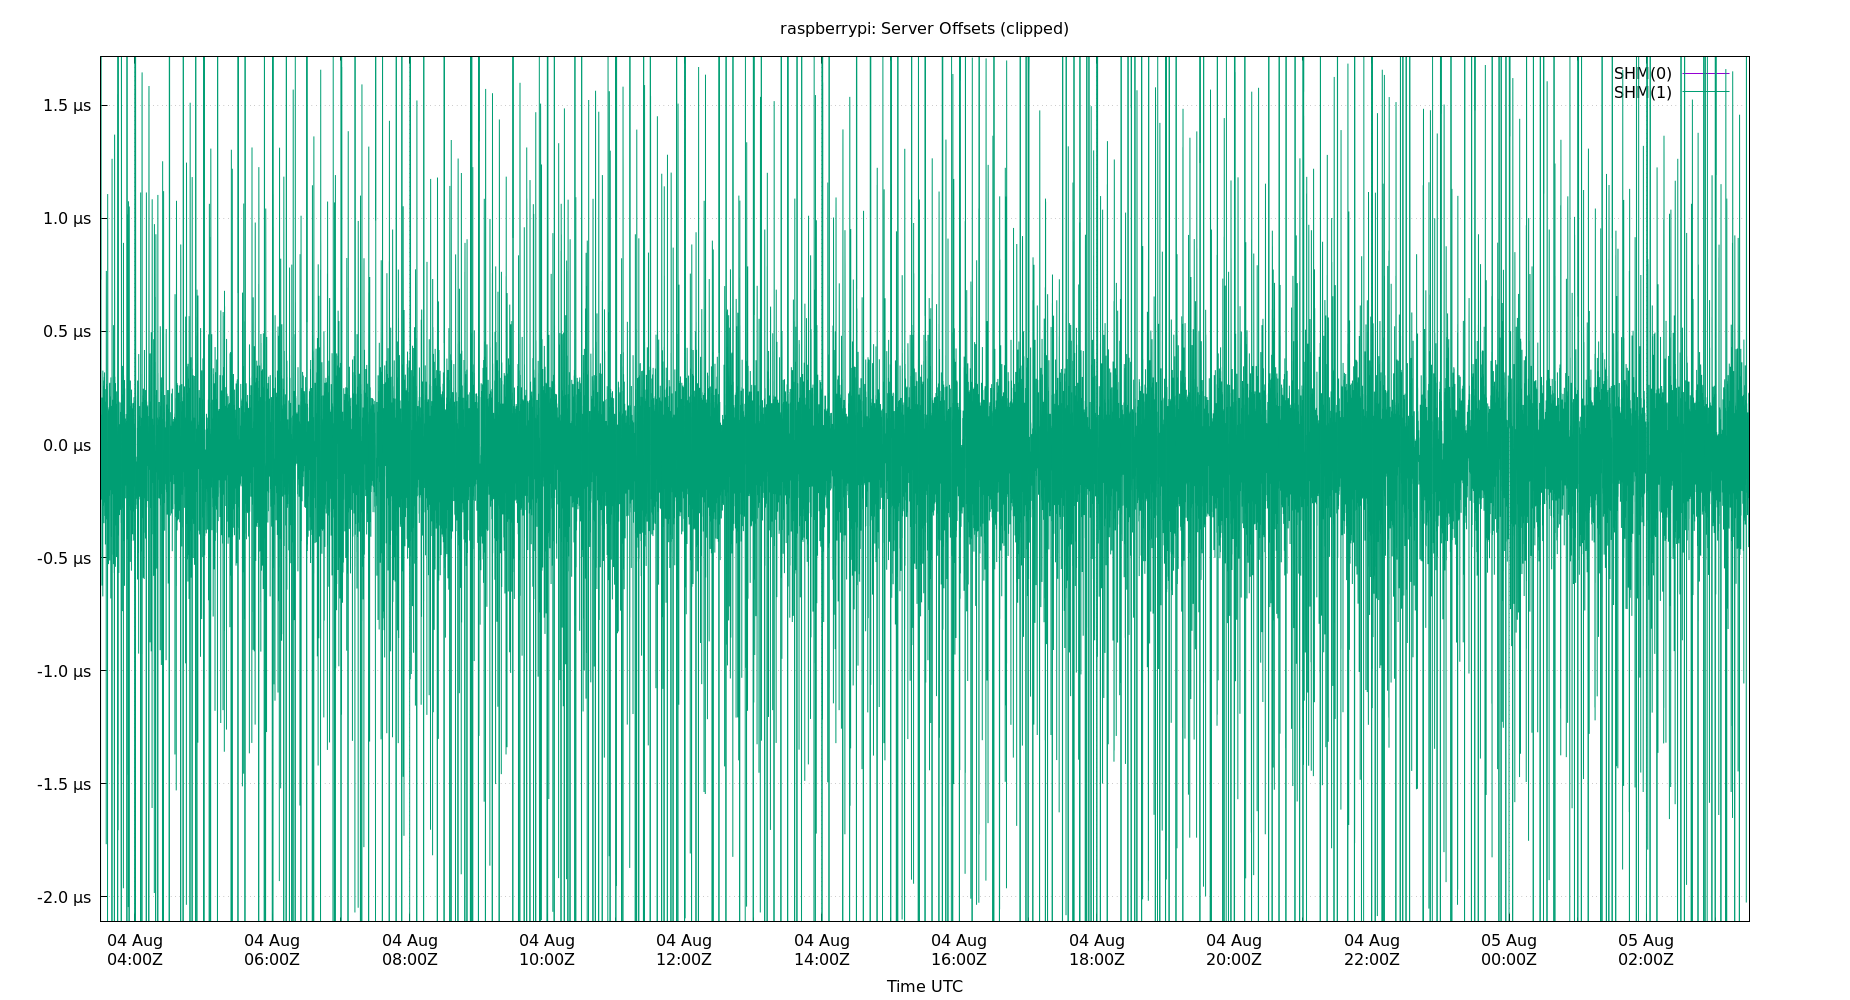 raspberrypi: Server Offsets (clipped)
SHM(0)
SHM(1)
1.5 µs
1.0 µs
0.5 µs
0.0 µs
-0.5 µs
-1.0 µs
-1.5 µs
-2.0 µs
04 Aug 04 Aug 04 Aug 04 Aug 04 Aug 04 Aug 04 Aug 04 Aug 04 Aug 04 Aug 05 Aug 05 Aug
04:00Z 06:00Z 08:00Z 10:00Z 12:00Z 14:00Z 16:00Z 18:00Z 20:00Z 22:00Z 00:00Z 02:00Z
Time UTC